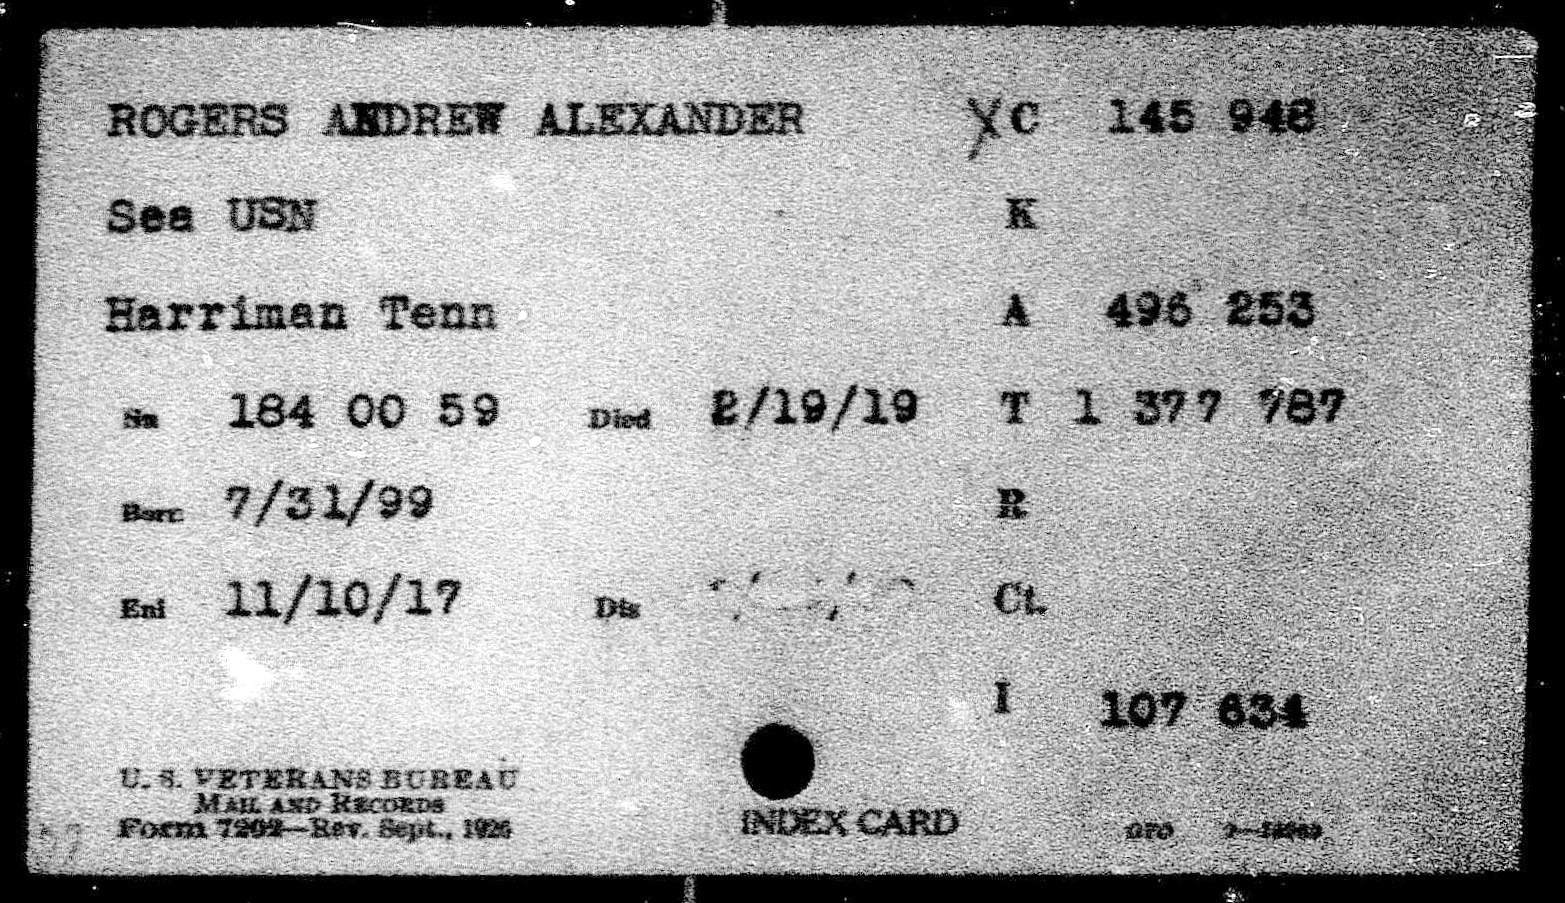 ROGERS ANDREW ALEXANDER XC 145 948
Sea USN K
Harriman Tenn A 496 253
Sn 184 00 59 Died 2/19/19 T 1 377 787
Born 7/31/99 R
Enl 11/10/17 Dis Ct.
I 107 634
U. S. VETERANS BUREAU
MAIL AND RECORDS
Form 7202—Rev. Sept., 1926
INDEX CARD
GPO